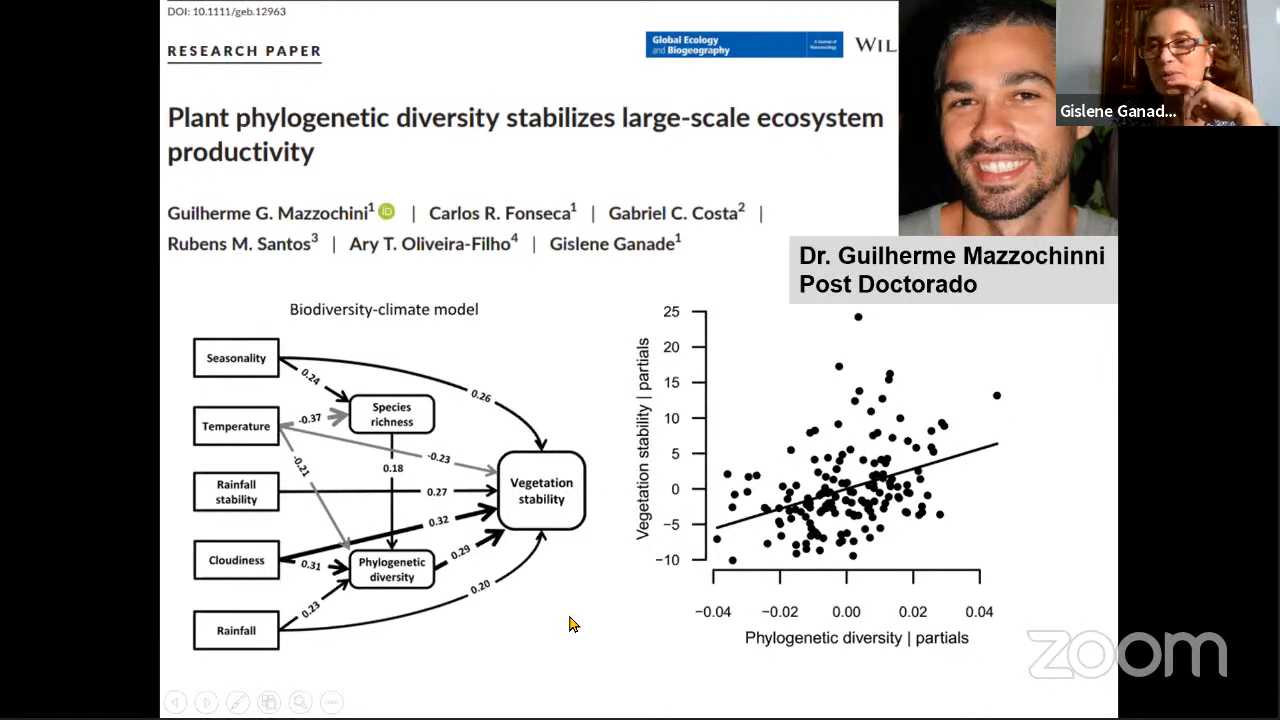 DOI: 10.1111/geb.12963
RESEARCH PAPER
Global Ecology
and Biogeography
A Journal of
Macroecology
WIL
Plant phylogenetic diversity stabilizes large-scale ecosystem
productivity
Guilherme G. Mazzochini1 iD | Carlos R. Fonseca1 | Gabriel C. Costa2 |
Rubens M. Santos3 | Ary T. Oliveira-Filho4 | Gislene Ganade1
Gislene Ganad...
Dr. Guilherme Mazzochinni
Post Doctorado
Biodiversity-climate model
Seasonality
Temperature
Rainfall
stability
Cloudiness
Rainfall
Species
richness
Phylogenetic
diversity
Vegetation
stability
0.24
0.26
-0.37
-0.23
-0.21
0.18
0.27
0.32
0.31
0.29
0.23
0.20
Vegetation stability | partials
25
20
15
10
5
0
−5
−10
−0.04 −0.02 0.00 0.02 0.04
Phylogenetic diversity | partials
zoom